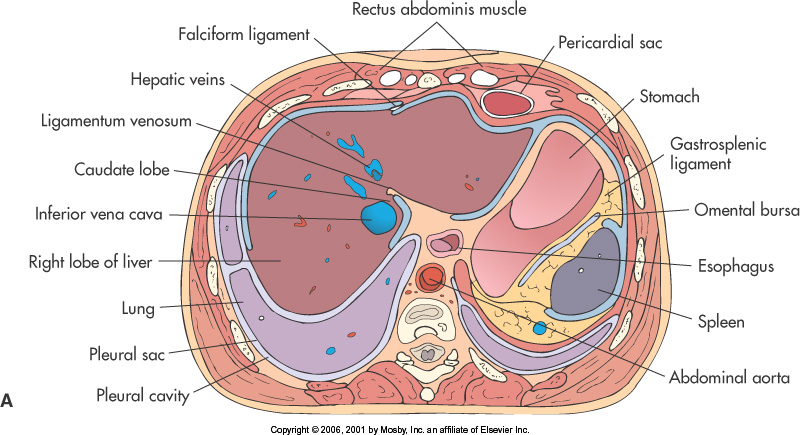 Rectus abdominis muscle
Falciform ligament
Hepatic veins
Ligamentum venosum
Caudate lobe
Inferior vena cava
Right lobe of liver
Lung
Pleural sac
Pleural cavity
Pericardial sac
Stomach
Gastrosplenic
ligament
Omental bursa
Esophagus
Spleen
Abdominal aorta
A
Copyright © 2006, 2001 by Mosby, Inc. an affiliate of Elsevier Inc.